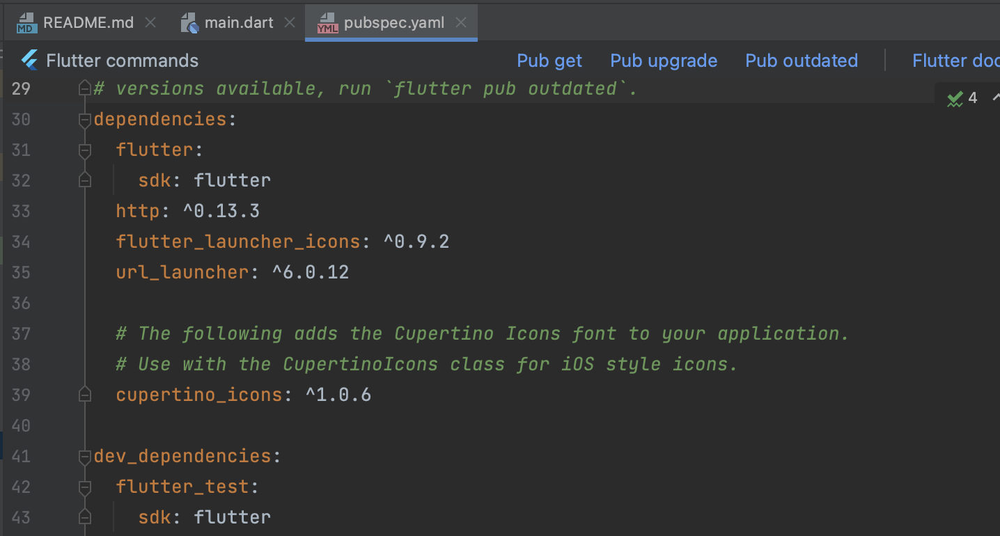 MD README.md
main.dart
YML pubspec.yaml
Flutter commands Pub get Pub upgrade Pub outdated Flutter doc
29 # versions available, run `flutter pub outdated`.
4
30 dependencies:
31 flutter:
32 sdk: flutter
33 http: ^0.13.3
34 flutter_launcher_icons: ^0.9.2
35 url_launcher: ^6.0.12
36
37 # The following adds the Cupertino Icons font to your application.
38 # Use with the CupertinoIcons class for iOS style icons.
39 cupertino_icons: ^1.0.6
40
41 dev_dependencies:
42 flutter_test:
43 sdk: flutter